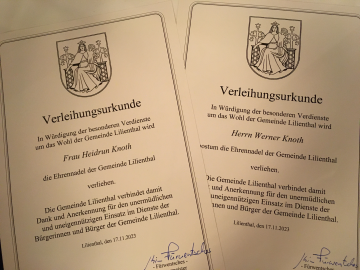 Verleihungsurkunde
In Würdigung der besonderen Verdienste
um das Wohl der Gemeinde Lilienthal wird
Frau Heidrun Knoth
die Ehrennadel der Gemeinde Lilienthal
verliehen.
Die Gemeinde Lilienthal verbindet damit
Dank und Anerkennung für den unermüdlichen
und uneigennützigen Einsatz im Dienste der
Bürgerinnen und Bürger der Gemeinde Lilienthal.
Lilienthal, den 17.11.2023
-Fürwentsches-
Verleihungsurkunde
In Würdigung der besonderen Verdienste
um das Wohl der Gemeinde Lilienthal wird
Herrn Werner Knoth
die Ehrennadel der Gemeinde Lilienthal
verliehen.
Die Gemeinde Lilienthal verbindet damit
und Anerkennung für den unermüdlichen
uneigennützigen Einsatz im Dienste der
und Bürger der Gemeinde Lilienthal.
Lilienthal, den 17.11.2023
-Fürwentsches-